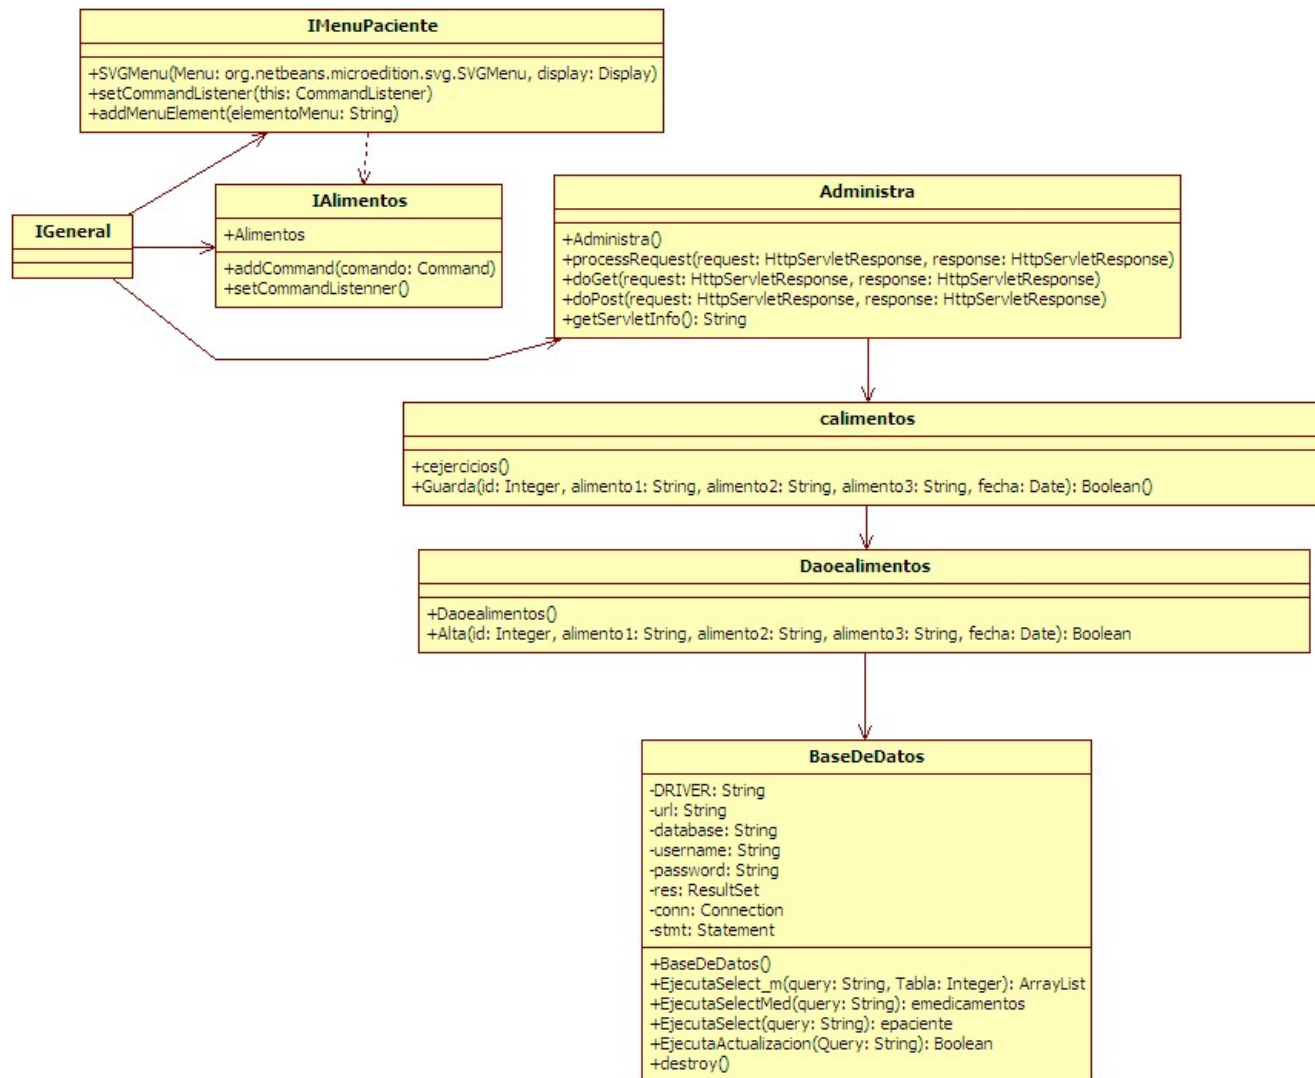 IMenuPaciente
+SVGMenu(Menu: org.netbeans.microedition.svg.SVGMenu, display: Display)
+setCommandListener(this: CommandListener)
+addMenuElement(elementoMenu: String)
IGeneral
IAlimentos
+Alimentos
+addCommand(comando: Command)
+setCommandListenner()
Administra
+Administra()
+processRequest(request: HttpServletResponse, response: HttpServletResponse)
+doGet(request: HttpServletResponse, response: HttpServletResponse)
+doPost(request: HttpServletResponse, response: HttpServletResponse)
+getServletInfo(): String
calimentos
+cejercicios()
+Guarda(id: Integer, alimento1: String, alimento2: String, alimento3: String, fecha: Date): Boolean()
Daoealimentos
+Daoealimentos()
+Alta(id: Integer, alimento1: String, alimento2: String, alimento3: String, fecha: Date): Boolean
BaseDeDatos
-DRIVER: String
-url: String
-database: String
-username: String
-password: String
-res: ResultSet
-conn: Connection
-stmt: Statement
+BaseDeDatos()
+EjecutaSelect_m(query: String, Tabla: Integer): ArrayList
+EjecutaSelectMed(query: String): emedicamentos
+EjecutaSelect(query: String): epaciente
+EjecutaActualizacion(Query: String): Boolean
+destroy()